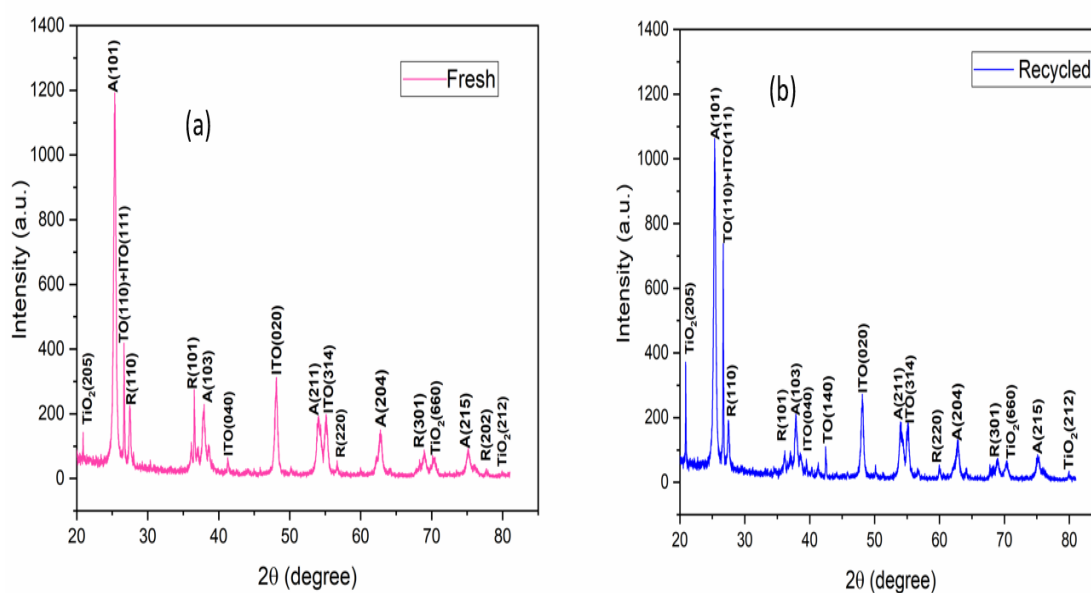 1400
1200
1000
800
600
400
200
0
Intensity (a.u.)
20 30 40 50 60 70 80
2θ (degree)
Fresh
(a)
TiO₂(205)
A(101)
TO(110)+ITO(111)
R(110)
R(101)
A(103)
ITO(040)
ITO(020)
A(211)
ITO(314)
R(220)
A(204)
R(301)
TiO₂(660)
A(215)
R(202)
TiO₂(212)
1400
1200
1000
800
600
400
200
0
Intensity (a.u.)
20 30 40 50 60 70 80
2θ (degree)
Recycled
(b)
TiO₂(205)
A(101)
TO(110)+ITO(111)
R(110)
R(101)
A(103)
ITO(040)
TO(140)
ITO(020)
A(211)
ITO(314)
R(220)
A(204)
R(301)
TiO₂(660)
A(215)
TiO₂(212)